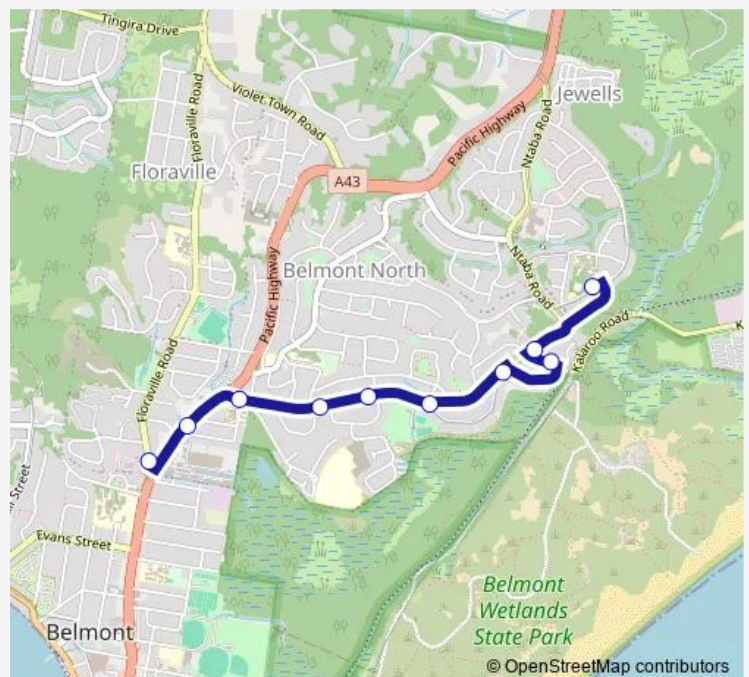 Tingira Drive
Floraville Road
Violet Town Road
Jewells
Pacific Highway
Ntaba Road
Floraville
A43
Belmont North
Pacific Highway
Ntaba Road
Kalaroo Road
K
Floraville Road
Street
Evans Street
Belmont
Belmont
Wetlands
State Park
© OpenStreetMap contributors